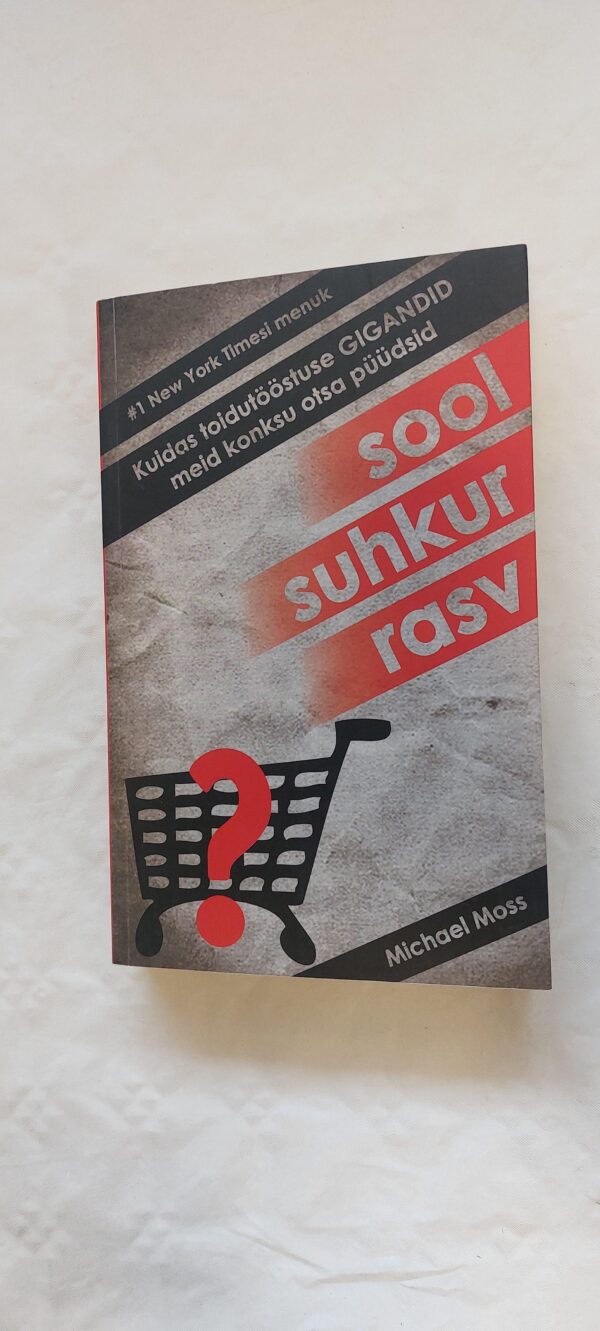 #1 New York Timesi menuk
Kuidas toidutööstuse GIGANDID
meid konksu otsa püüdsid
sool
suhkur
rasv
Michael Moss